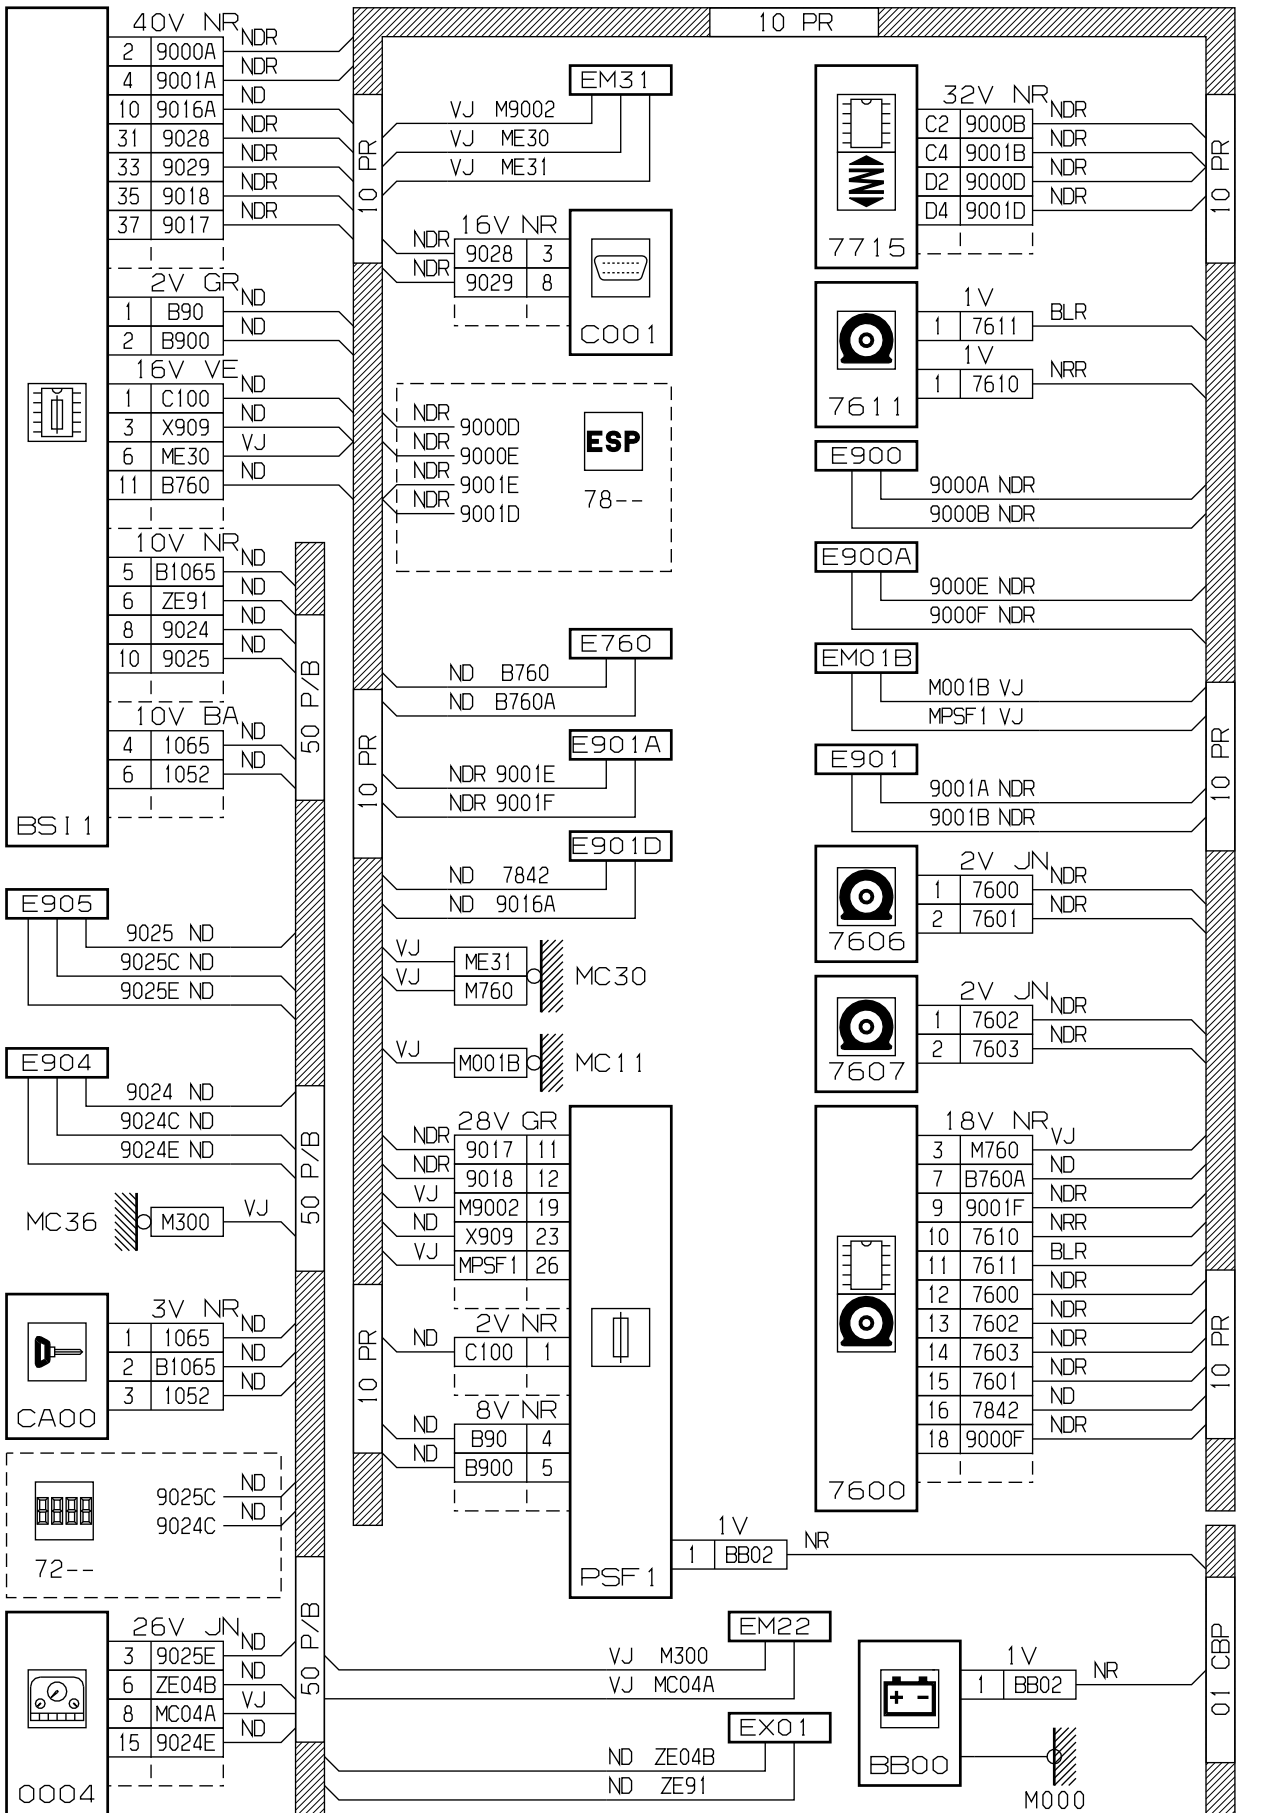 10 PR
BSI1
40V NR
2 9000A NDR
4 9001A NDR
10 9016A ND
31 9028 NDR
33 9029 NDR
35 9018 NDR
37 9017 NDR
2V GR
1 B90 ND
2 B900 ND
16V VE
1 C100 ND
3 X909 ND
6 ME30 VJ
11 B760 ND
10V NR
5 B1065 ND
6 ZE91 ND
8 9024 ND
10 9025 ND
10V BA
4 1065 ND
6 1052 ND
50 P/B
E905
9025 ND
9025C ND
9025E ND
E904
9024 ND
9024C ND
9024E ND
50 P/B
MC36 M300 VJ
CA00
3V NR
1 1065 ND
2 B1065 ND
3 1052 ND
72--
9025C ND
9024C ND
50 P/B
0004
26V JN
3 9025E ND
6 ZE04B ND
8 MC04A VJ
15 9024E ND
10 PR
EM31
VJ M9002
VJ ME30
VJ ME31
C001
16V NR
NDR 9028 3
NDR 9029 8
NDR 9000D
NDR 9000E
NDR 9001E
NDR 9001D
ESP
78--
E760
ND B760
ND B760A
10 PR
E901A
NDR 9001E
NDR 9001F
E901D
ND 7842
ND 9016A
VJ ME31
VJ M760
MC30
VJ M001B MC11
PSF1
28V GR
NDR 9017 11
NDR 9018 12
VJ M9002 19
ND X909 23
VJ MPSF1 26
10 PR
2V NR
ND C100 1
8V NR
ND B90 4
ND B900 5
1V
1 BB02 NR
EM22
VJ M300
VJ MC04A
EX01
ND ZE04B
ND ZE91
7715
32V NR
C2 9000B NDR
C4 9001B NDR
D2 9000D NDR
D4 9001D NDR
10 PR
7611
1V
1 7611 BLR
1V
1 7610 NRR
E900
9000A NDR
9000B NDR
E900A
9000E NDR
9000F NDR
EM01B
M001B VJ
MPSF1 VJ
10 PR
E901
9001A NDR
9001B NDR
7606
2V JN
1 7600 NDR
2 7601 NDR
7607
2V JN
1 7602 NDR
2 7603 NDR
7600
18V NR
3 M760 VJ
7 B760A ND
9 9001F NDR
10 7610 NRR
11 7611 BLR
12 7600 NDR
13 7602 NDR
14 7603 NDR
15 7601 NDR
16 7842 ND
18 9000F NDR
10 PR
BB00
1V
1 BB02 NR
01 CBP
M000